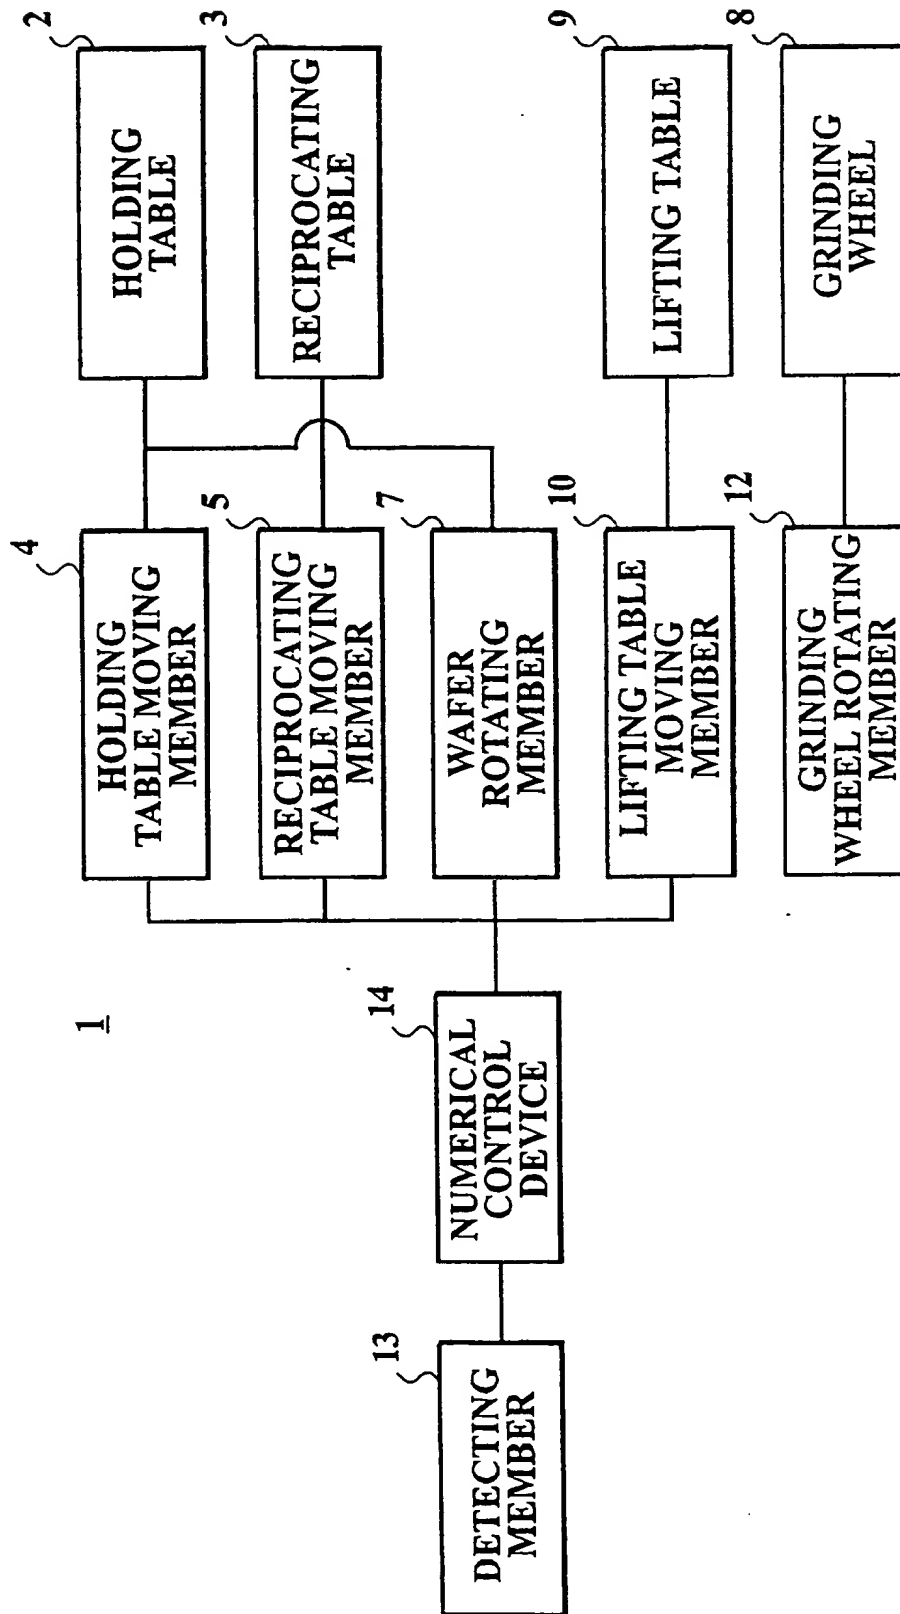 1
2
HOLDING
TABLE
3
RECIPROCATING
TABLE
9
LIFTING TABLE
8
GRINDING
WHEEL
4
HOLDING
TABLE MOVING
MEMBER
5
RECIPROCATING
TABLE MOVING
MEMBER
7
WAFER
ROTATING
MEMBER
10
LIFTING TABLE
MOVING
MEMBER
12
GRINDING
WHEEL ROTATING
MEMBER
14
NUMERICAL
CONTROL
DEVICE
13
DETECTING
MEMBER